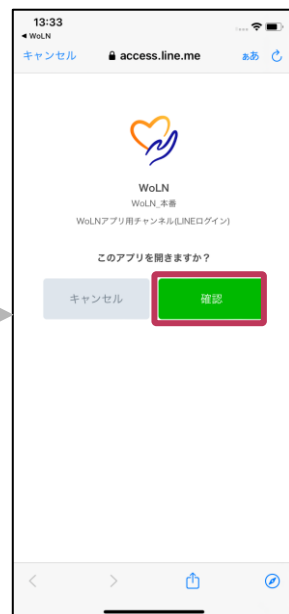 13:33
◀ WoLN
キャンセル access.line.me ぁあ
WoLN
WoLN_本番
WoLNアプリ用チャンネル(LINEログイン)
このアプリを開きますか？
キャンセル 確認